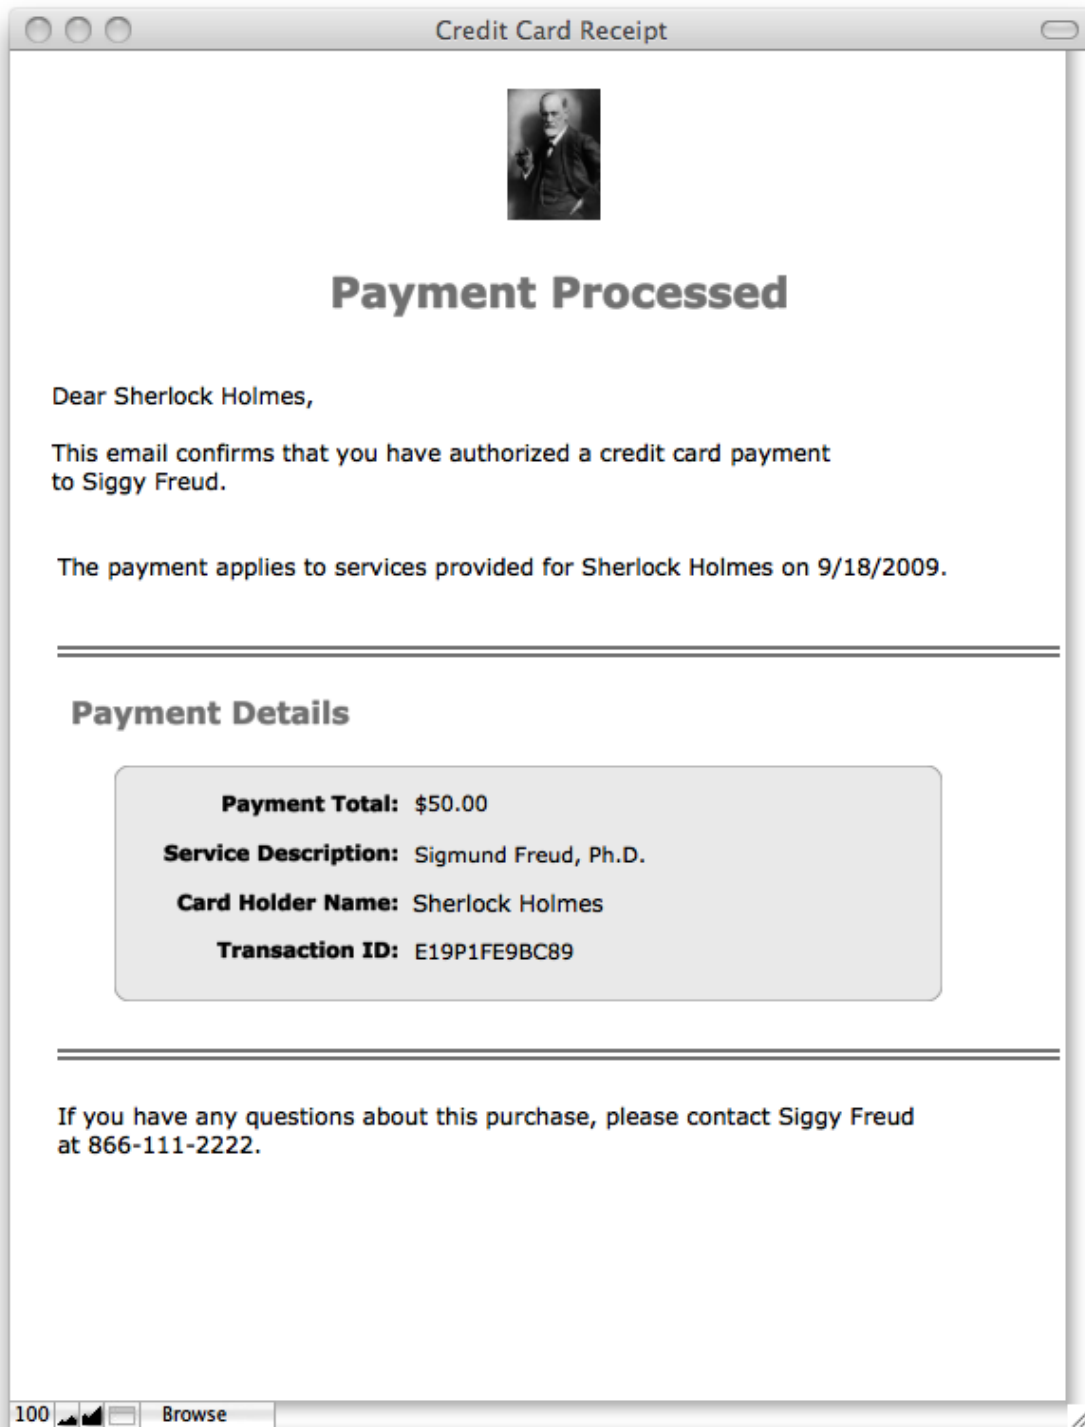 Credit Card Receipt
Payment Processed
Dear Sherlock Holmes,
This email confirms that you have authorized a credit card payment
to Siggy Freud.
The payment applies to services provided for Sherlock Holmes on 9/18/2009.
Payment Details
Payment Total: $50.00
Service Description: Sigmund Freud, Ph.D.
Card Holder Name: Sherlock Holmes
Transaction ID: E19P1FE9BC89
If you have any questions about this purchase, please contact Siggy Freud
at 866-111-2222.
100 Browse